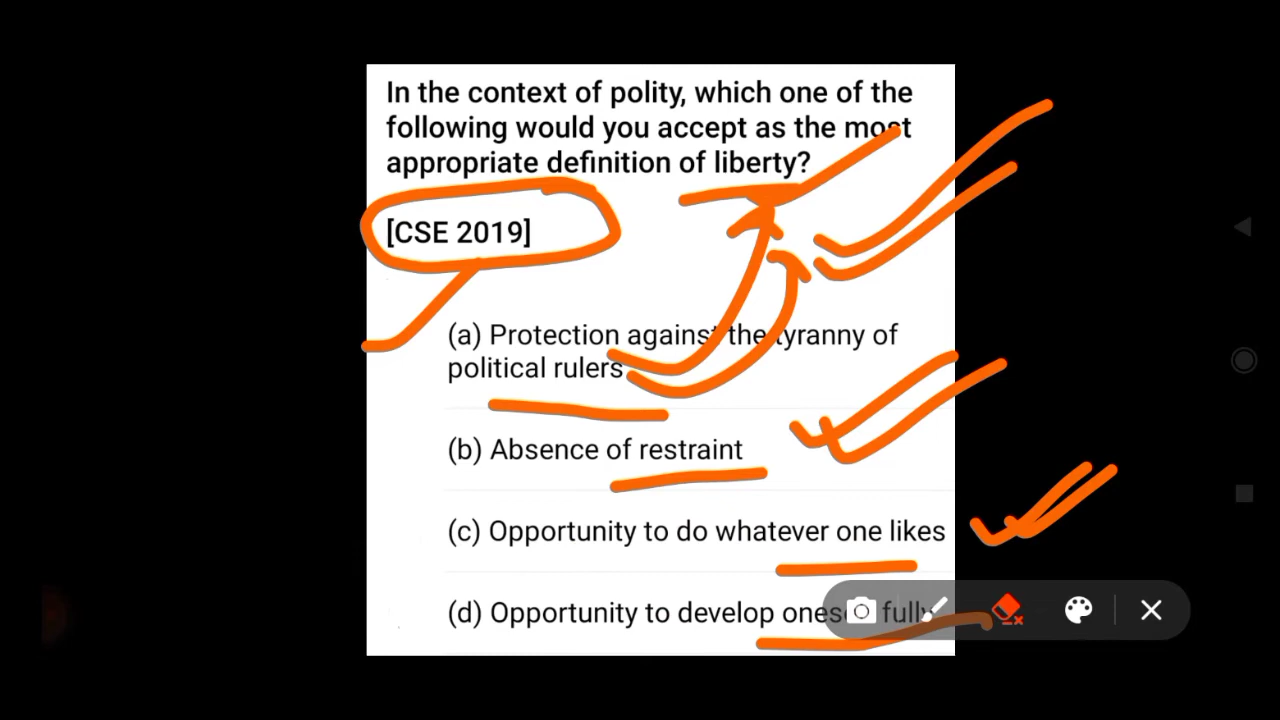 In the context of polity, which one of the
following would you accept as the most
appropriate definition of liberty?
[CSE 2019]
(a) Protection against the tyranny of
political rulers
(b) Absence of restraint
(c) Opportunity to do whatever one likes
(d) Opportunity to develop oneself fully